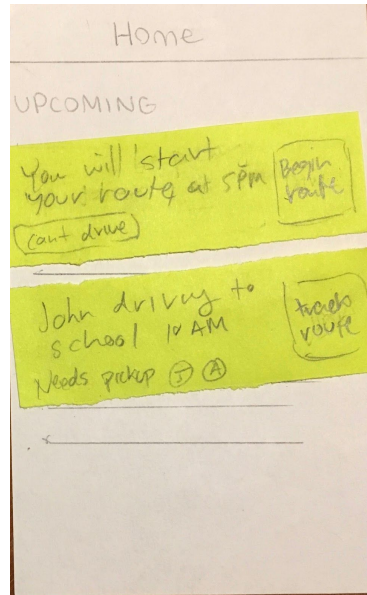 Home
UPCOMING
You will start
your route at 5PM
Begin
route
can't drive
John driving to
school 10 AM
track
route
Needs pickup J A